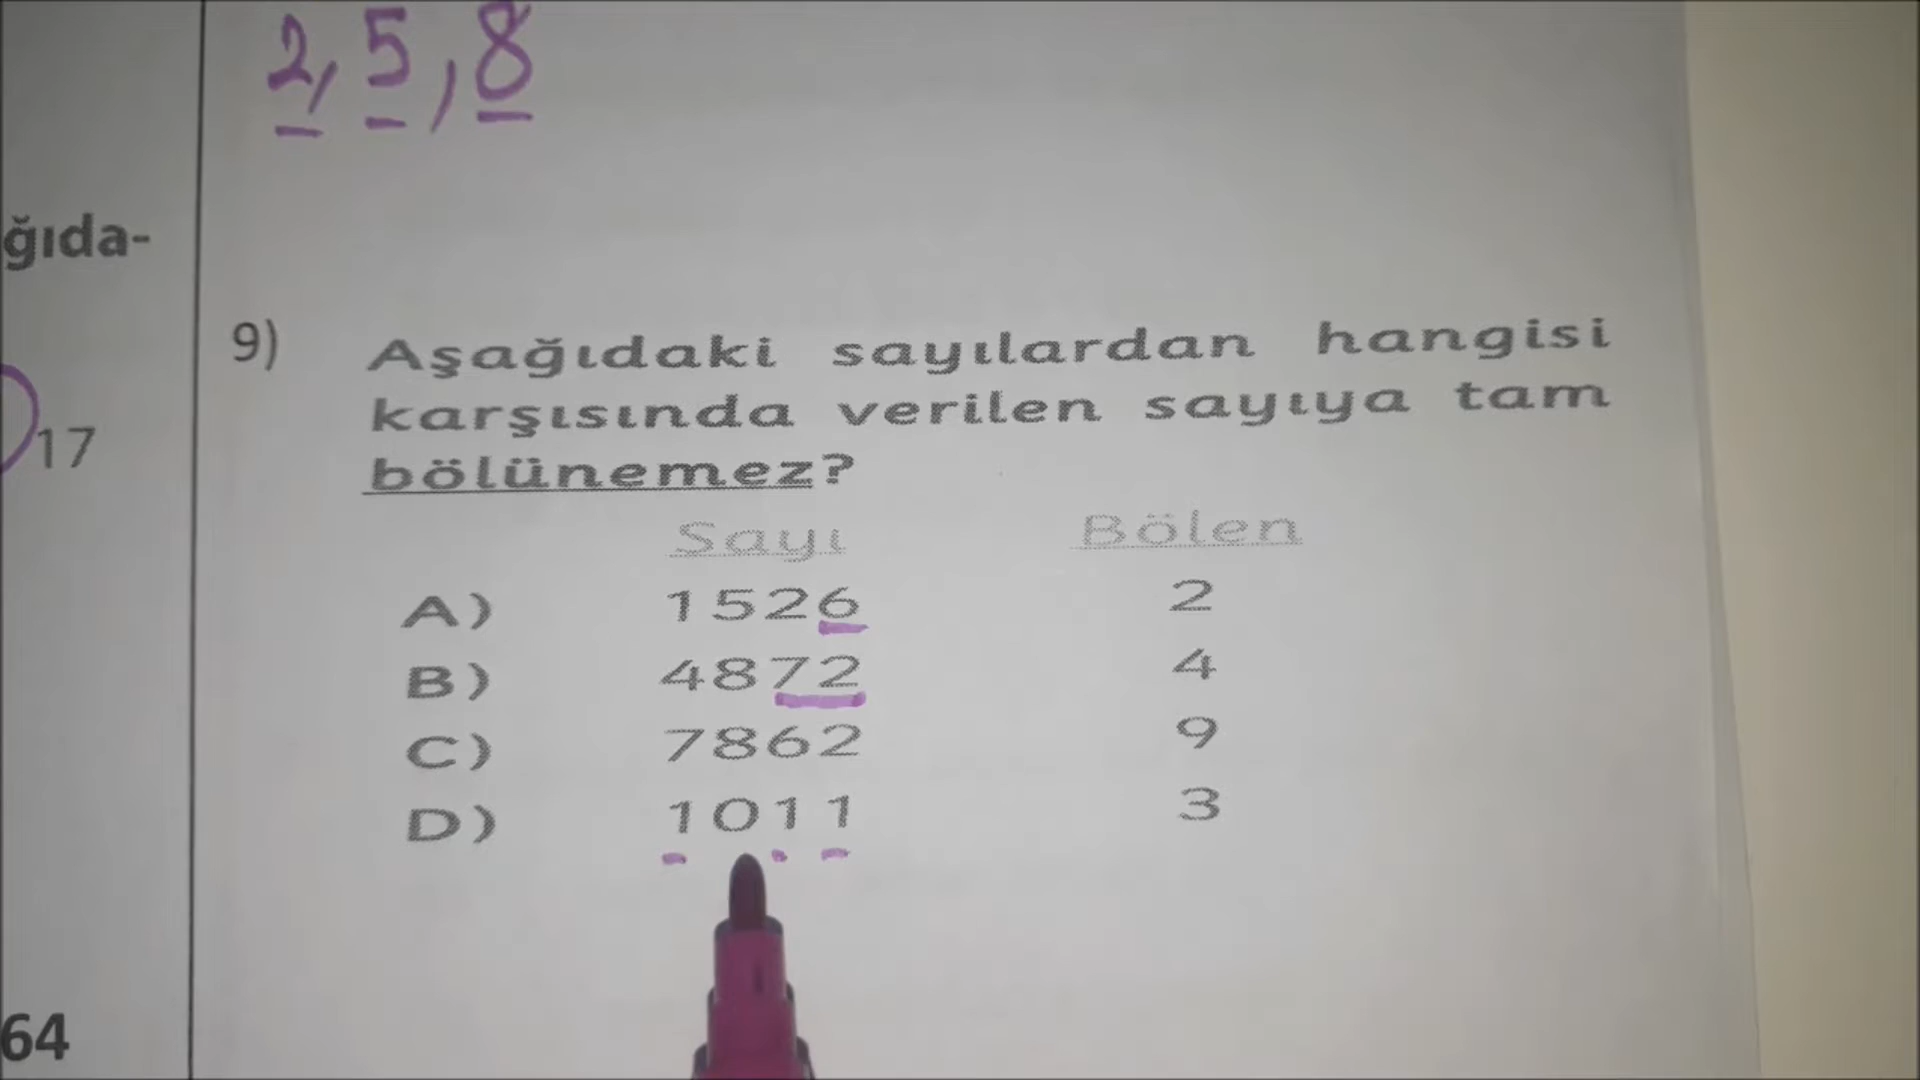 2, 5, 8
ğıda-
17
64
9) Aşağıdaki sayılardan hangisi
karşısında verilen sayıya tam
bölünemez?
Sayı Bölen
A) 1526 2
B) 4872 4
C) 7862 9
D) 1011 3